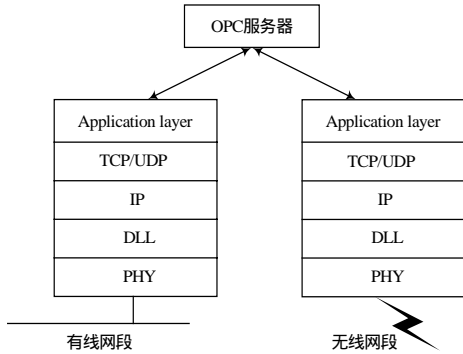 OPC服务器
Application layer
TCP/UDP
IP
DLL
PHY
有线网段
Application layer
TCP/UDP
IP
DLL
PHY
无线网段